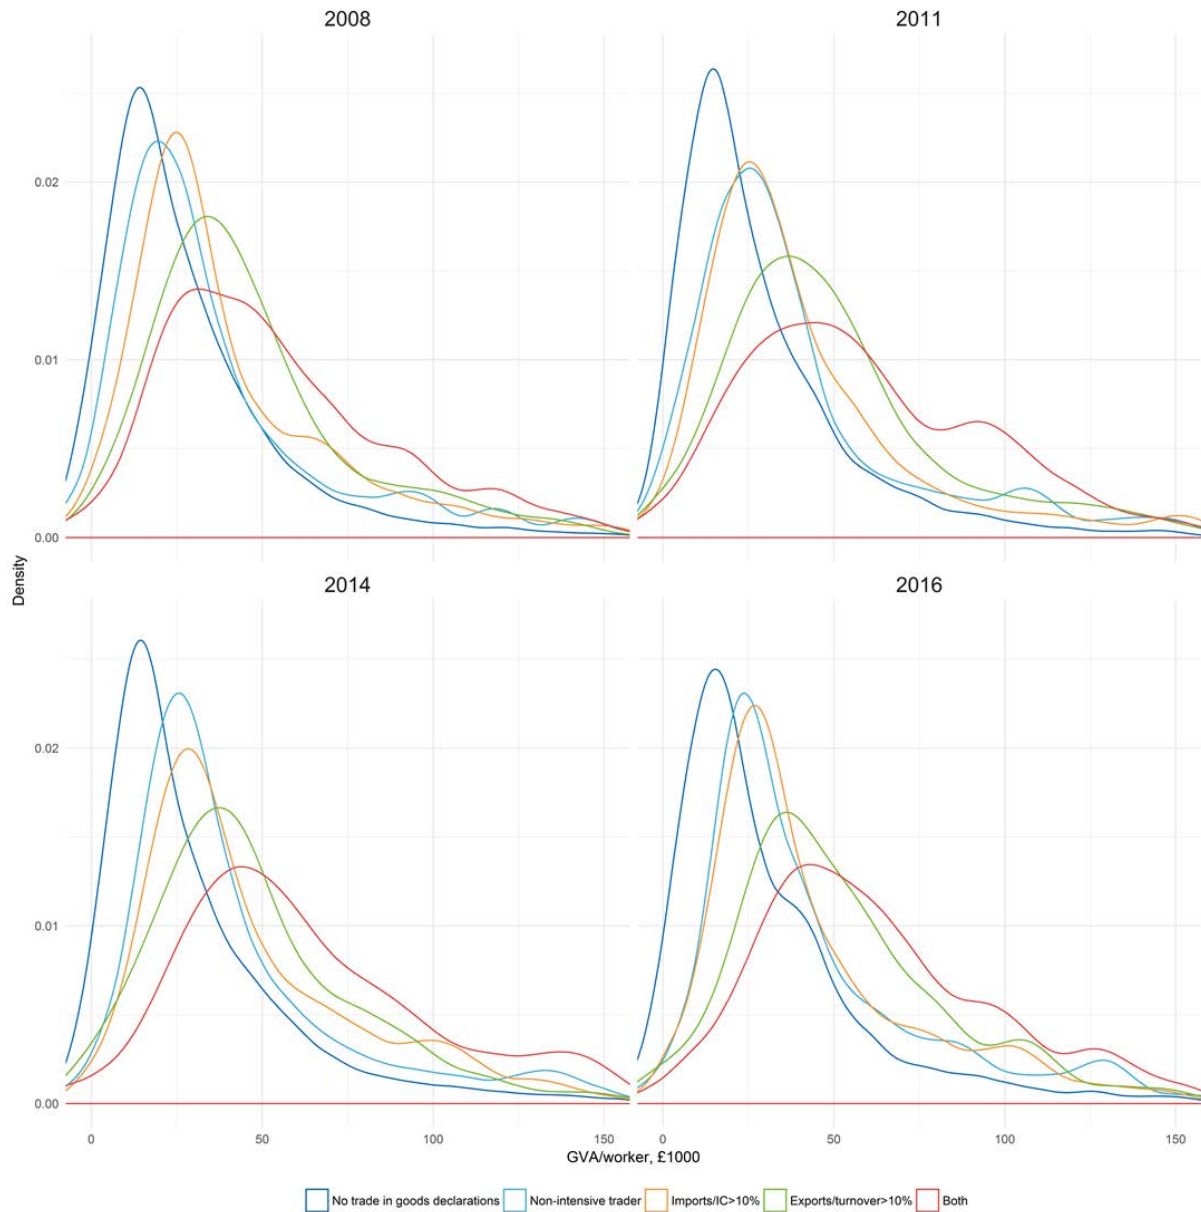 2008
2011
0.02
0.01
0.00
Density
2014
2016
0.02
0.01
0.00
0 50 100 150 0 50 100 150
GVA/worker, £1000
No trade in goods declarations Non-intensive trader Imports/IC>10% Exports/turnover>10% Both